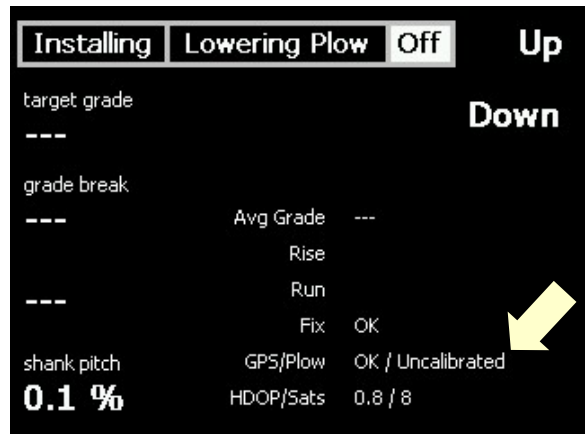 Installing Lowering Plow Off Up
target grade
Down
---
grade break
--- Avg Grade ---
Rise
--- Run
Fix OK
shank pitch GPS/Plow OK / Uncalibrated
0.1 % HDOP/Sats 0.8 / 8